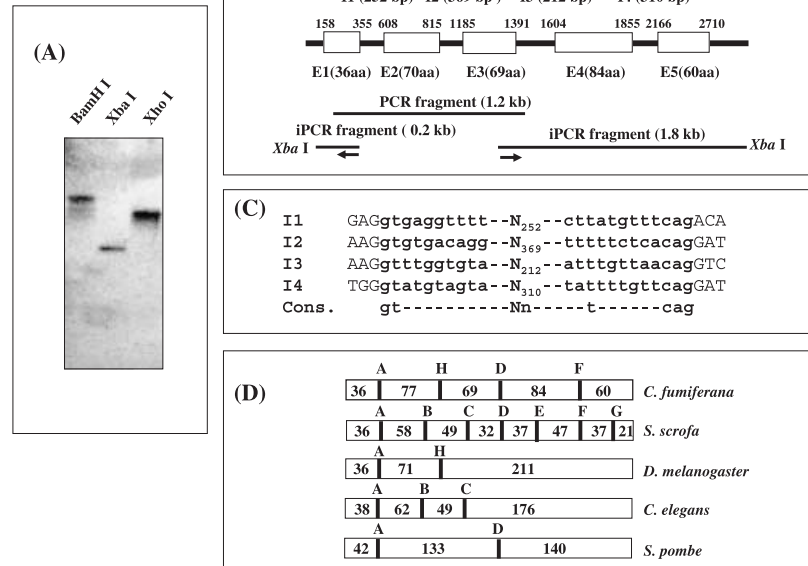 (A)
BamH I
Xba I
Xho I
158 355 608 815 1185 1391 1604 1855 2166 2710
E1(36aa) E2(70aa) E3(69aa) E4(84aa) E5(60aa)
PCR fragment (1.2 kb)
iPCR fragment ( 0.2 kb) iPCR fragment (1.8 kb)
Xba I Xba I
(C)
I1 GAGgtgaggtttt--N252--cttatgtttcagACA
I2 AAGgtgtgacagg--N369--tttttctcacagGAT
I3 AAGgtttggtgta--N212--atttgttaacagGTC
I4 TGGgtatgtagta--N310--tattttgttcagGAT
Cons. gt-----------Nn-----t------cag
(D)
A H D F
36 77 69 84 60 C. fumiferana
A B C D E F G
36 58 49 32 37 47 37 21 S. scrofa
A H
36 71 211 D. melanogaster
A B C
38 62 49 176 C. elegans
A D
42 133 140 S. pombe